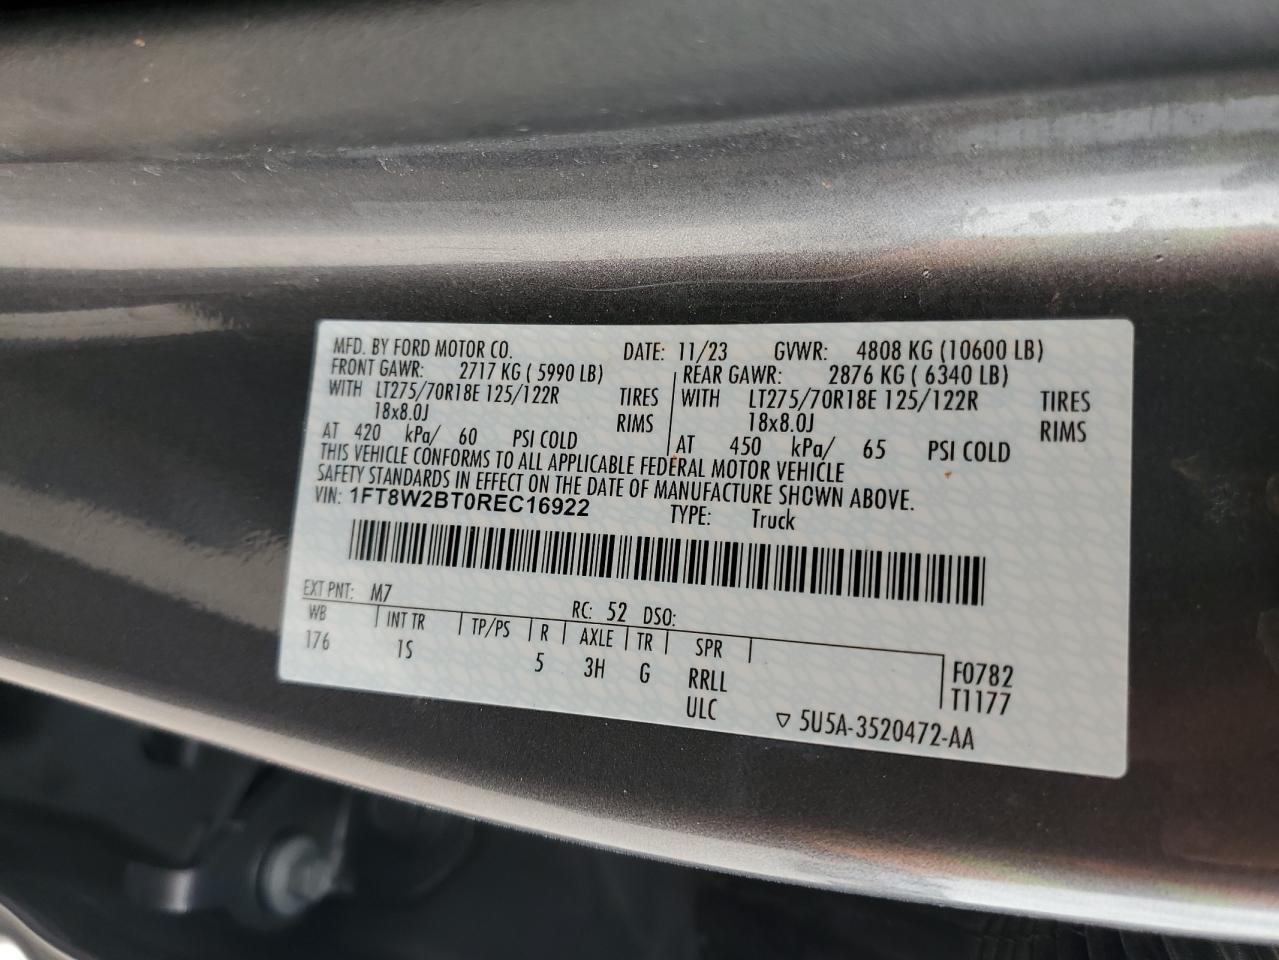 MFD. BY FORD MOTOR CO. DATE: 11/23 GVWR: 4808 KG (10600 LB)
FRONT GAWR: 2717 KG ( 5990 LB) REAR GAWR: 2876 KG ( 6340 LB)
WITH LT275/70R18E 125/122R TIRES WITH LT275/70R18E 125/122R TIRES
18x8.0J RIMS 18x8.0J RIMS
AT 420 kPa/ 60 PSI COLD AT 450 kPa/ 65 PSI COLD
THIS VEHICLE CONFORMS TO ALL APPLICABLE FEDERAL MOTOR VEHICLE
SAFETY STANDARDS IN EFFECT ON THE DATE OF MANUFACTURE SHOWN ABOVE.
VIN: 1FT8W2BT0REC16922 TYPE: Truck
EXT PNT: M7 RC: 52 DSO:
WB INT TR TP/PS R AXLE TR SPR
176 1S 5 3H G RRLL F0782
ULC T1177
5U5A-3520472-AA